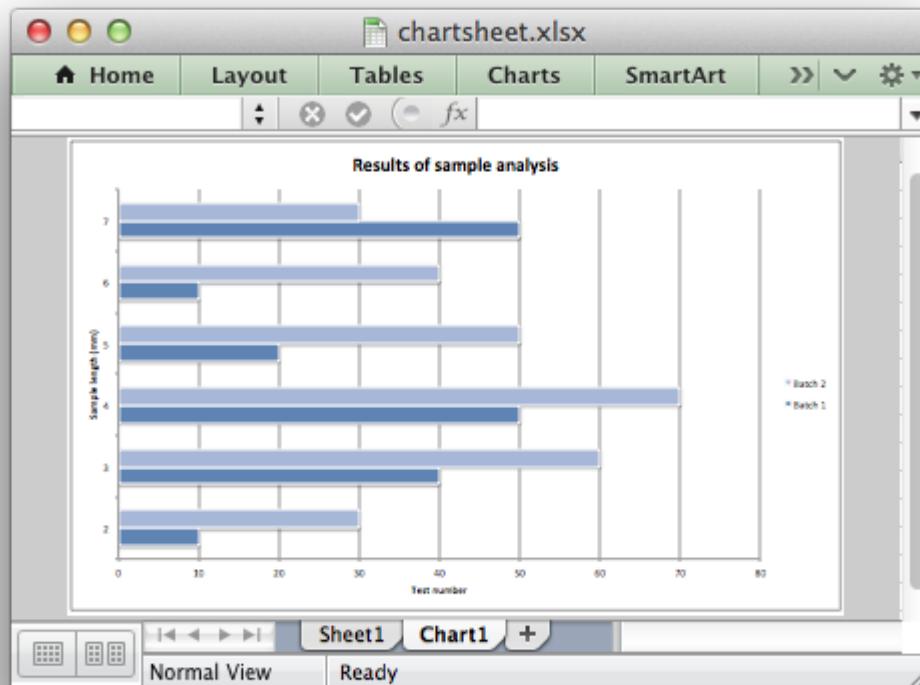 chartsheet.xlsx
Home Layout Tables Charts SmartArt
fx
Results of sample analysis
7
6
5
4
3
2
Sample length (mm)
Batch 2
Batch 1
0 10 20 30 40 50 60 70 80
Test number
Sheet1 Chart1 +
Normal View Ready